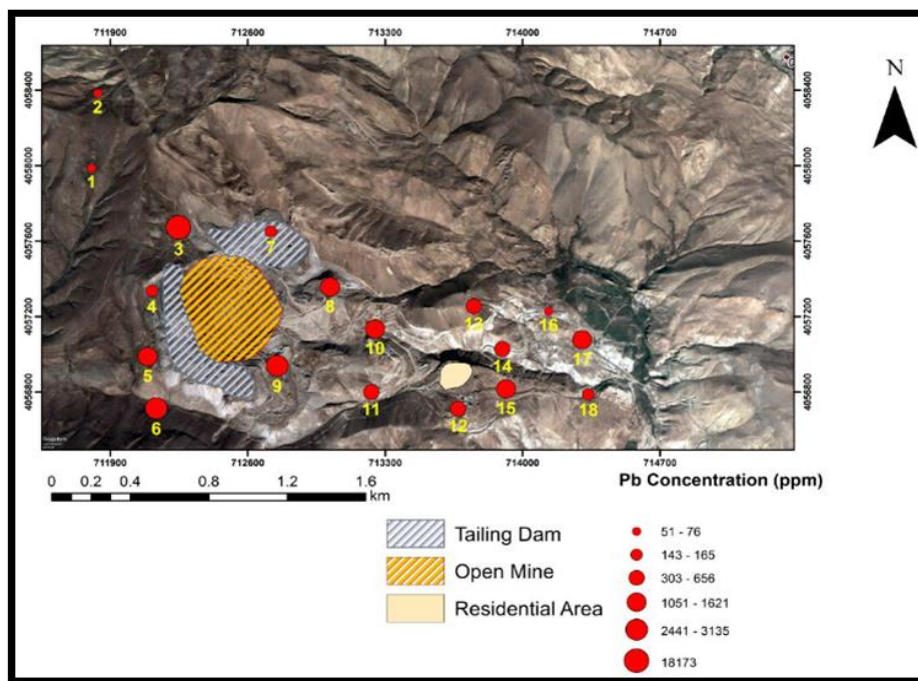 711900 712600 713300 714000 714700
N
4058400 4058400
2
4058000 4058000
1
4057600 4057600
3 7
4057200 4057200
4 8 13 16
10 17
5 9 14
4056800 4056800
11 15 18
6 12
711900 712600 713300 714000 714700
0 0.2 0.4 0.8 1.2 1.6
km
Pb Concentration (ppm)
Tailing Dam
Open Mine
Residential Area
51 - 76
143 - 165
303 - 656
1051 - 1621
2441 - 3135
18173